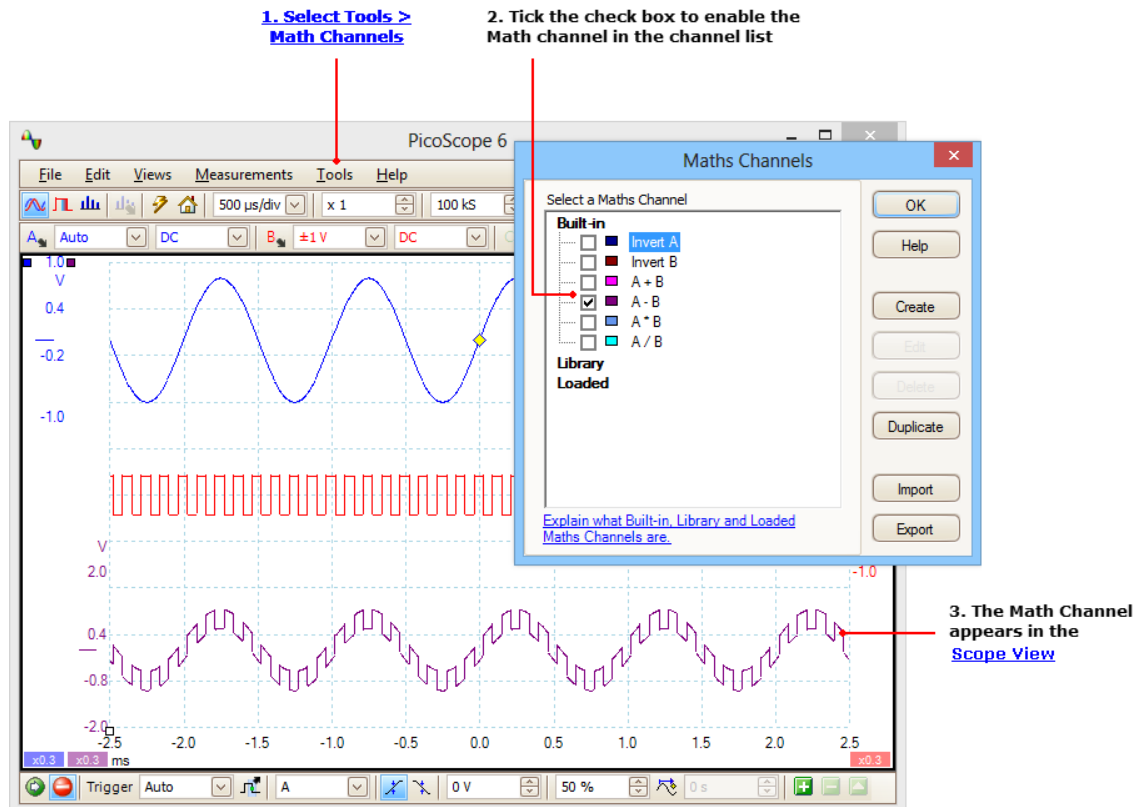 1. Select Tools >
Math Channels
2. Tick the check box to enable the
Math channel in the channel list
PicoScope 6
File Edit Views Measurements Tools Help
500 µs/div x 1 100 kS
A Auto DC B ±1 V DC
Maths Channels
Select a Maths Channel
Built-in
Invert A
Invert B
A + B
A - B
A * B
A / B
Library
Loaded
Explain what Built-in, Library and Loaded
Maths Channels are.
OK
Help
Create
Edit
Delete
Duplicate
Import
Export
1.0
V
0.4
-0.2
-1.0
V
2.0
-1.0
0.4
-0.8
-2.0
3. The Math Channel
appears in the
Scope View
-2.5 -2.0 -1.5 -1.0 -0.5 0.0 0.5 1.0 1.5 2.0 2.5
x0.3 x0.3 ms x0.3
Trigger Auto A 0 V 50 % 0 s